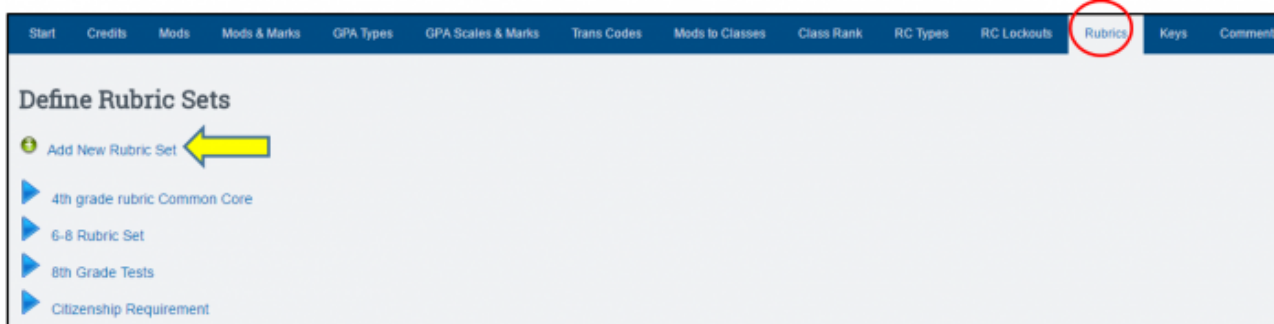 Start Credits Mods Mods & Marks GPA Types GPA Scales & Marks Trans Codes Mods to Classes Class Rank RC Types RC Lockouts Rubrics Keys Comment
Define Rubric Sets
Add New Rubric Set
4th grade rubric Common Core
6-8 Rubric Set
8th Grade Tests
Citizenship Requirement